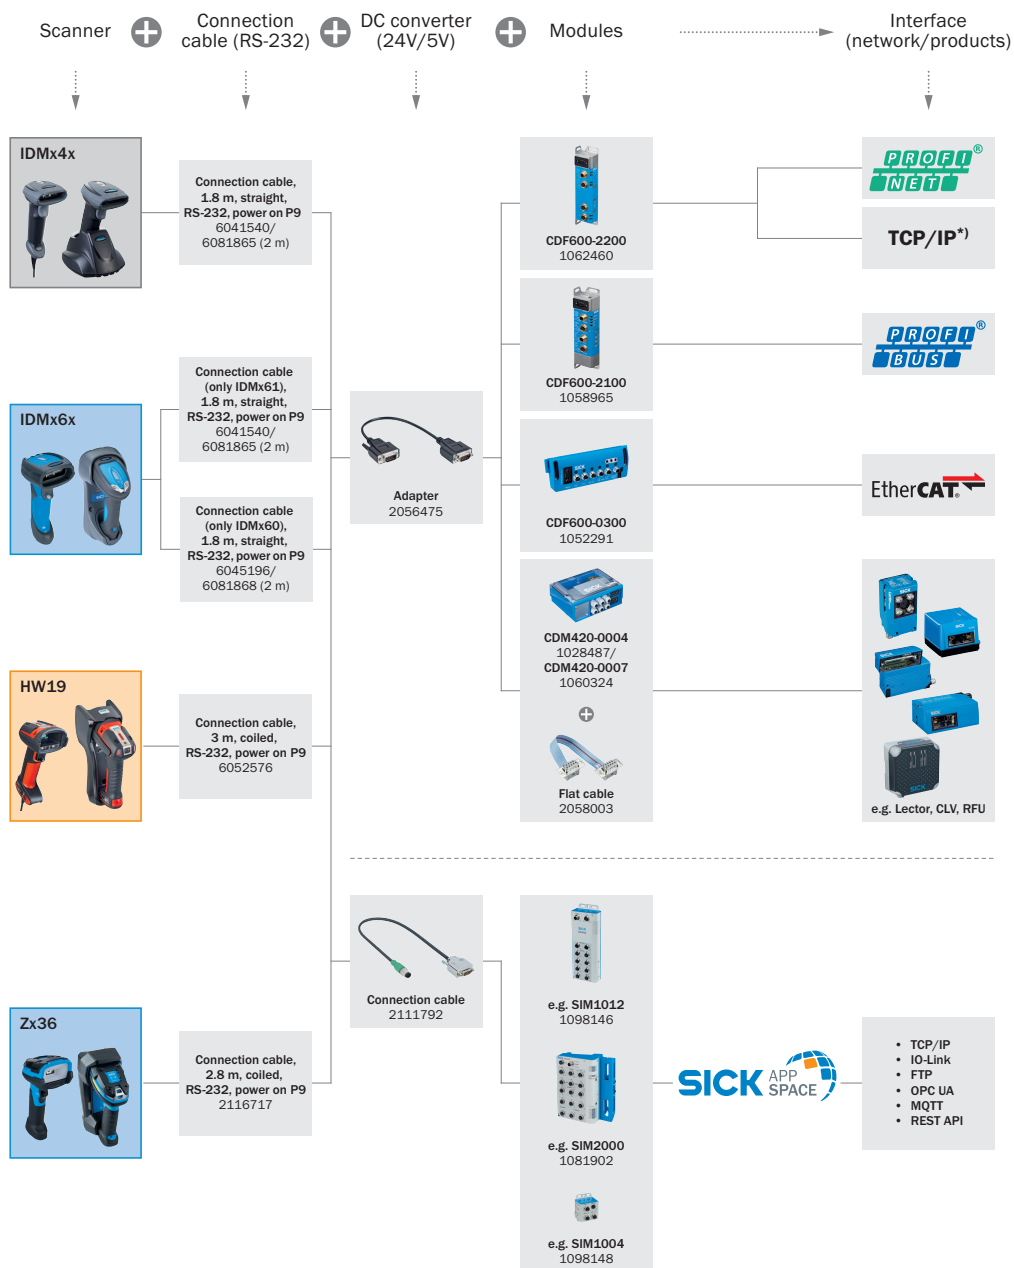 Scanner
Connection
cable (RS-232)
DC converter
(24V/5V)
Modules
Interface
(network/products)
IDMx4x
Connection cable,
1.8 m, straight,
RS-232, power on P9
6041540/
6081865 (2 m)
CDF600-2200
1062460
PROFI®
NET
TCP/IP*)
IDMx6x
Connection cable
(only IDMx61),
1.8 m, straight,
RS-232, power on P9
6041540/
6081865 (2 m)
Connection cable
(only IDMx60),
1.8 m, straight,
RS-232, power on P9
6045196/
6081868 (2 m)
Adapter
2056475
CDF600-2100
1058965
PROFI®
BUS
SICK
CDF600-0300
1052291
EtherCAT®
CDM420-0004
1028487/
CDM420-0007
1060324
Flat cable
2058003
SICK
SICK
SICK
SICK
e.g. Lector, CLV, RFU
HW19
Connection cable,
3 m, coiled,
RS-232, power on P9
6052576
Connection cable
2111792
SICK
e.g. SIM1012
1098146
Zx36
Connection cable,
2.8 m, coiled,
RS-232, power on P9
2116717
e.g. SIM2000
1081902
e.g. SIM1004
1098148
SICK APP
SPACE
• TCP/IP
• IO-Link
• FTP
• OPC UA
• MQTT
• REST API